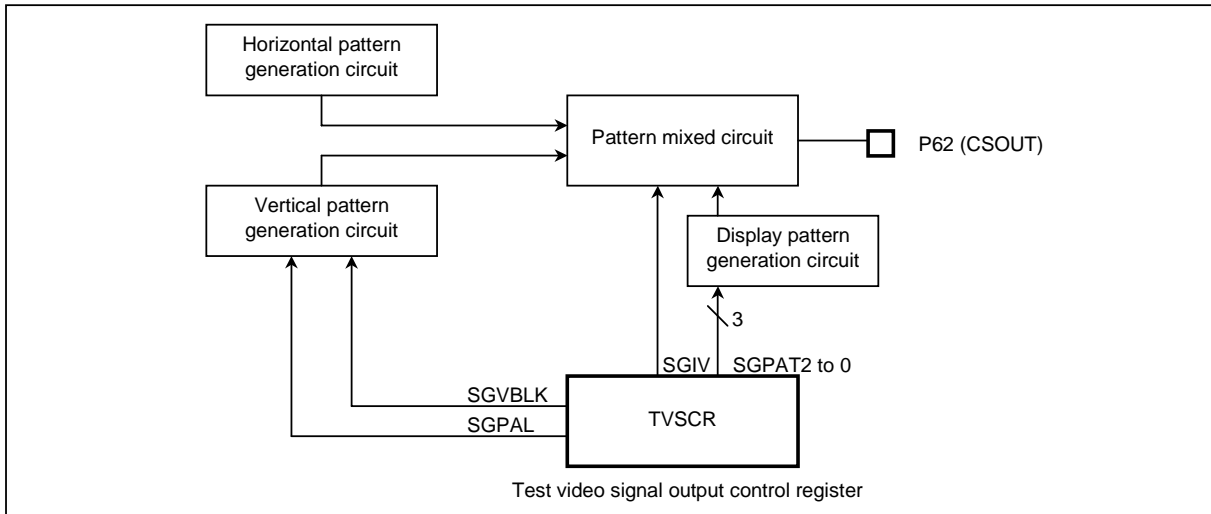 Horizontal pattern
generation circuit
Pattern mixed circuit
P62 (CSOUT)
Vertical pattern
generation circuit
Display pattern
generation circuit
3
SGIV
SGPAT2 to 0
SGVBLK
SGPAL
TVSCR
Test video signal output control register